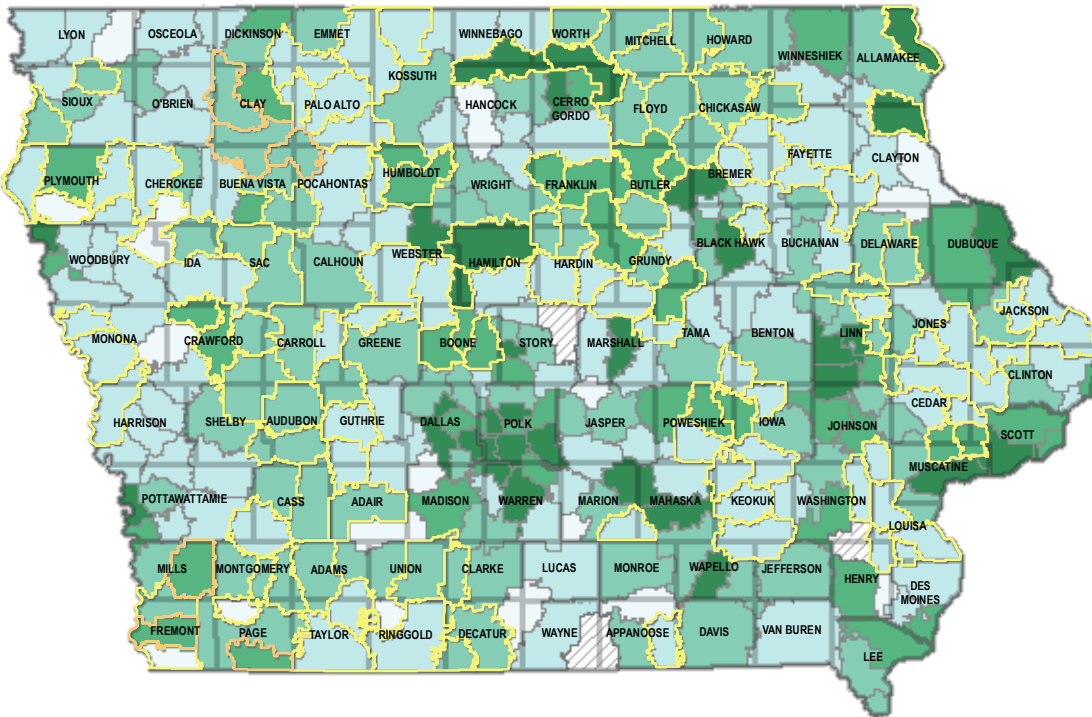 LYON
OSCEOLA
DICKINSON
EMMET
WINNEBAGO
WORTH
MITCHELL
HOWARD
WINNESHIEK
ALLAMAKEE
SIOUX
O'BRIEN
CLAY
PALO ALTO
KOSSUTH
HANCOCK
CERRO
GORDO
FLOYD
CHICKASAW
PLYMOUTH
CHEROKEE
BUENA VISTA
POCAHONTAS
HUMBOLDT
WRIGHT
FRANKLIN
BUTLER
BREMER
FAYETTE
CLAYTON
WOODBURY
IDA
SAC
CALHOUN
WEBSTER
HAMILTON
HARDIN
GRUNDY
BLACK HAWK
BUCHANAN
DELAWARE
DUBUQUE
MONONA
CRAWFORD
CARROLL
GREENE
BOONE
STORY
MARSHALL
TAMA
BENTON
LINN
JONES
JACKSON
CLINTON
HARRISON
SHELBY
AUDUBON
GUTHRIE
DALLAS
POLK
JASPER
POWESHIEK
IOWA
JOHNSON
CEDAR
SCOTT
MUSCATINE
POTTAWATTAMIE
CASS
ADAIR
MADISON
WARREN
MARION
MAHASKA
KEOKUK
WASHINGTON
LOUISA
MILLS
MONTGOMERY
ADAMS
UNION
CLARKE
LUCAS
MONROE
WAPELLO
JEFFERSON
HENRY
DES
MOINES
FREMONT
PAGE
TAYLOR
RINGGOLD
DECATUR
WAYNE
APPANOOSE
DAVIS
VAN BUREN
LEE